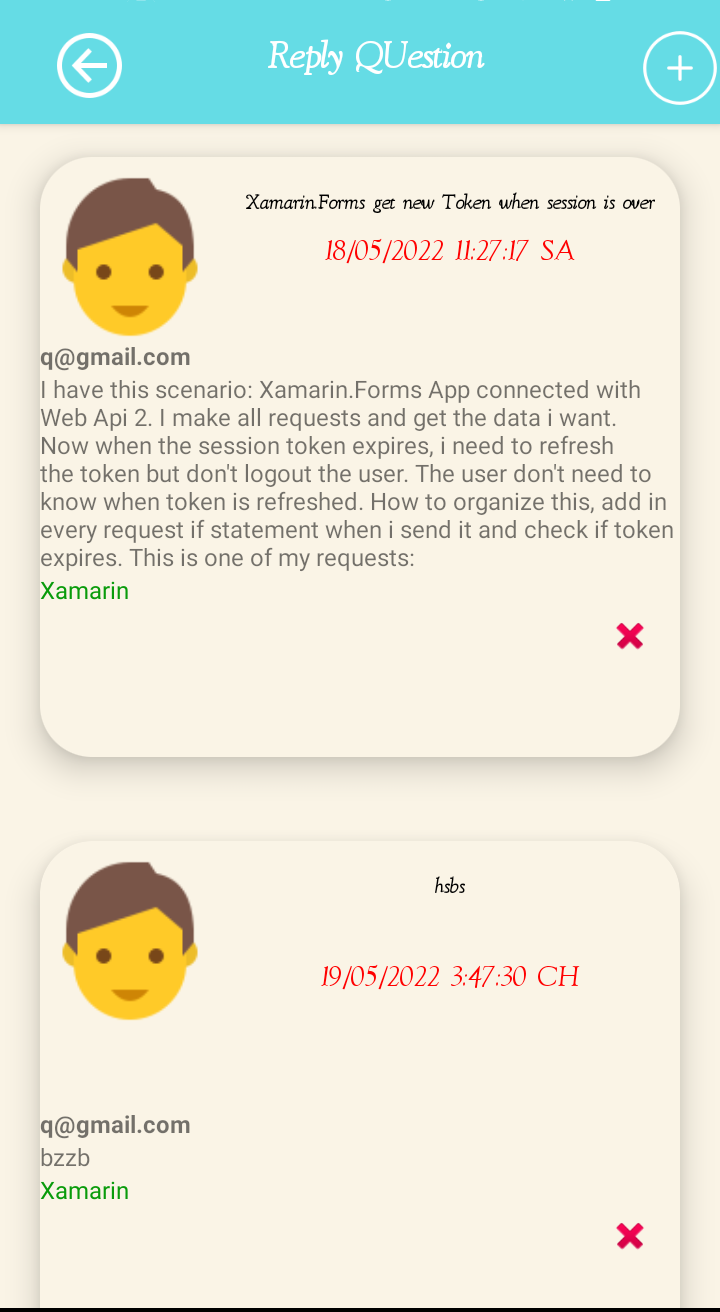 Reply QUestion
Xamarin.Forms get new Token when session is over
18/05/2022 11:27:17 SA
q@gmail.com
I have this scenario: Xamarin.Forms App connected with
Web Api 2. I make all requests and get the data i want.
Now when the session token expires, i need to refresh
the token but don't logout the user. The user don't need to
know when token is refreshed. How to organize this, add in
every request if statement when i send it and check if token
expires. This is one of my requests:
Xamarin
hsbs
19/05/2022 3:47:30 CH
q@gmail.com
bzzb
Xamarin